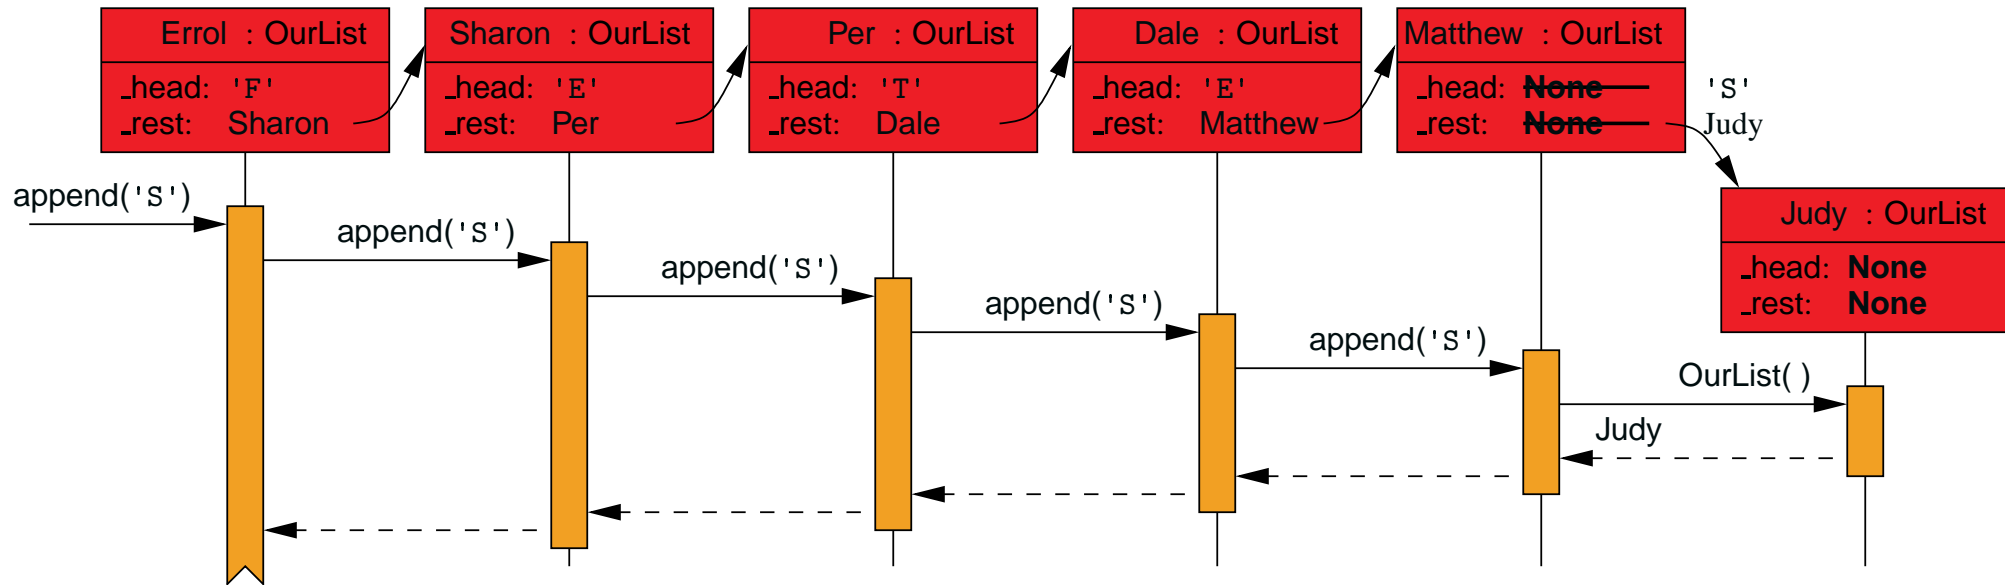 Errol : OurList
_head: 'F'
_rest: Sharon
Sharon : OurList
_head: 'E'
_rest: Per
Per : OurList
_head: 'T'
_rest: Dale
Dale : OurList
_head: 'E'
_rest: Matthew
Matthew : OurList
_head: None 'S'
_rest: None Judy
append('S')
append('S')
append('S')
append('S')
append('S')
Judy : OurList
_head: None
_rest: None
OurList( )
Judy